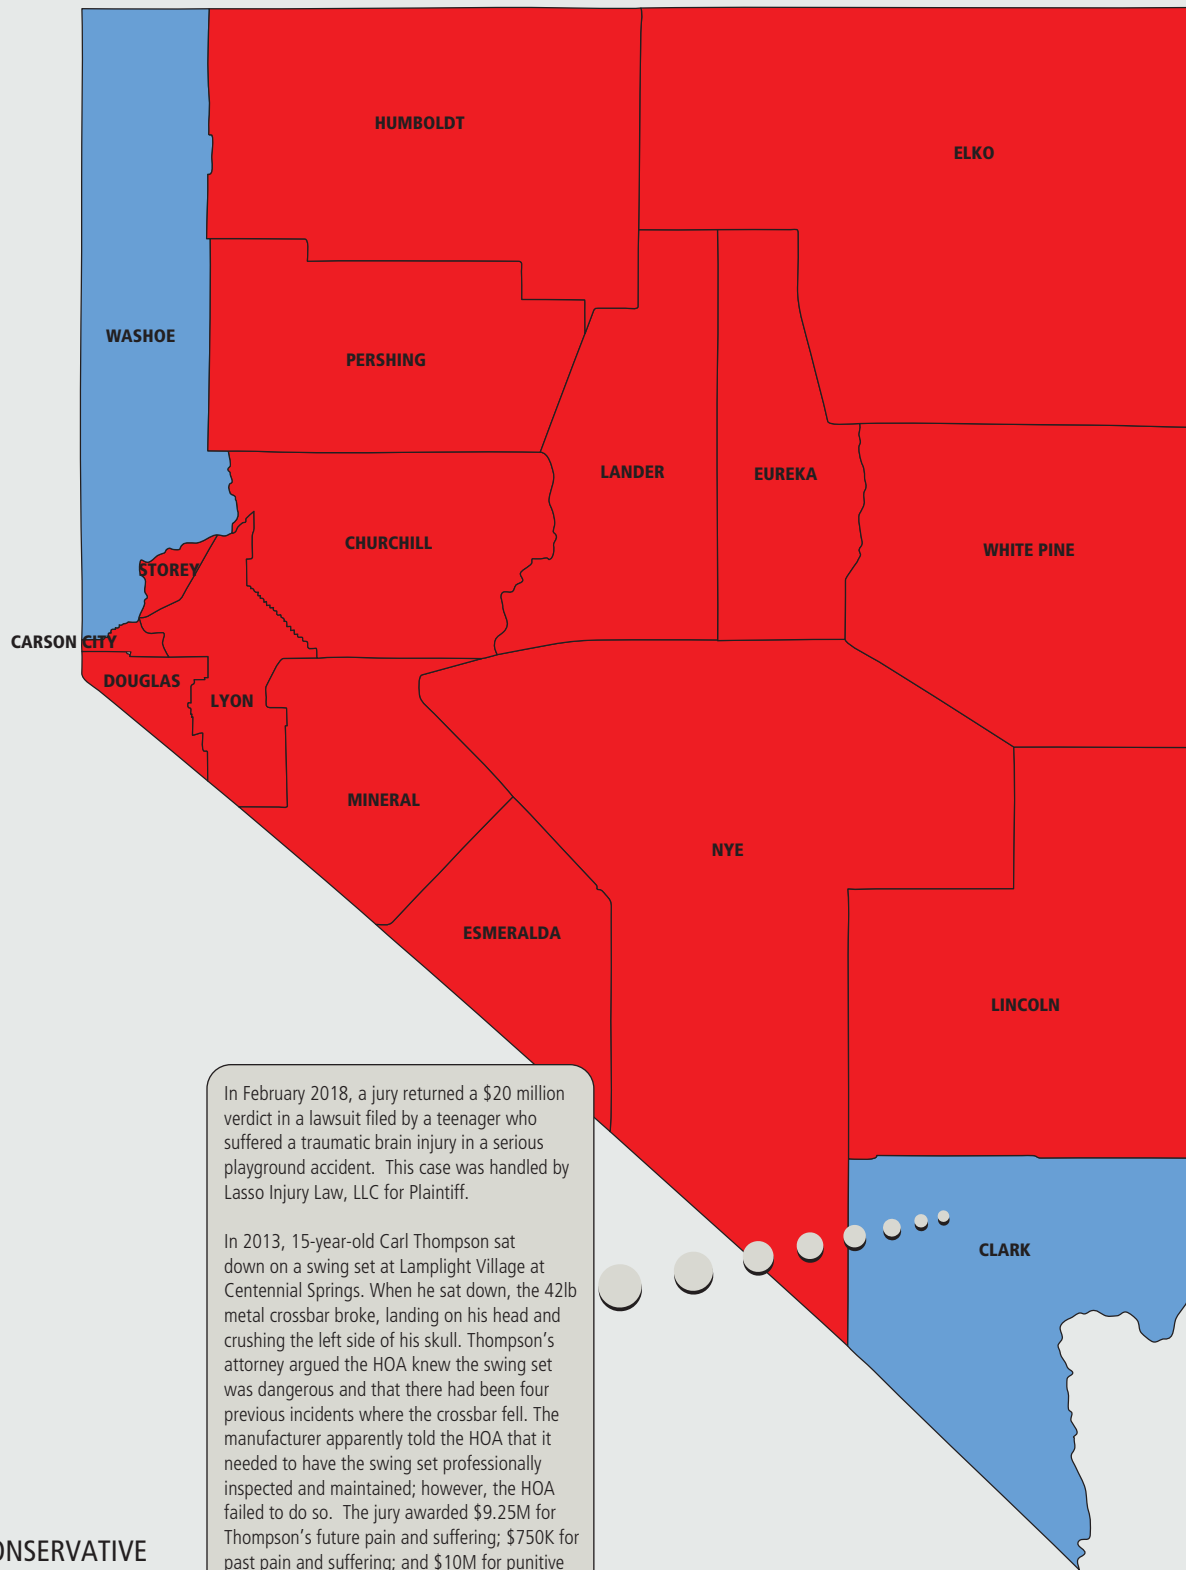 HUMBOLDT
ELKO
WASHOE
PERSHING
LANDER
EUREKA
CHURCHILL
WHITE PINE
STOREY
CARSON CITY
DOUGLAS
LYON
MINERAL
NYE
ESMERALDA
LINCOLN
CLARK
In February 2018, a jury returned a $20 million
verdict in a lawsuit filed by a teenager who
suffered a traumatic brain injury in a serious
playground accident.  This case was handled by
Lasso Injury Law, LLC for Plaintiff.
In 2013, 15-year-old Carl Thompson sat
down on a swing set at Lamplight Village at
Centennial Springs. When he sat down, the 42lb
metal crossbar broke, landing on his head and
crushing the left side of his skull. Thompson’s
attorney argued the HOA knew the swing set
was dangerous and that there had been four
previous incidents where the crossbar fell. The
manufacturer apparently told the HOA that it
needed to have the swing set professionally
inspected and maintained; however, the HOA
failed to do so.  The jury awarded $9.25M for
Thompson’s future pain and suffering; $750K for
past pain and suffering; and $10M for punitive
ONSERVATIVE